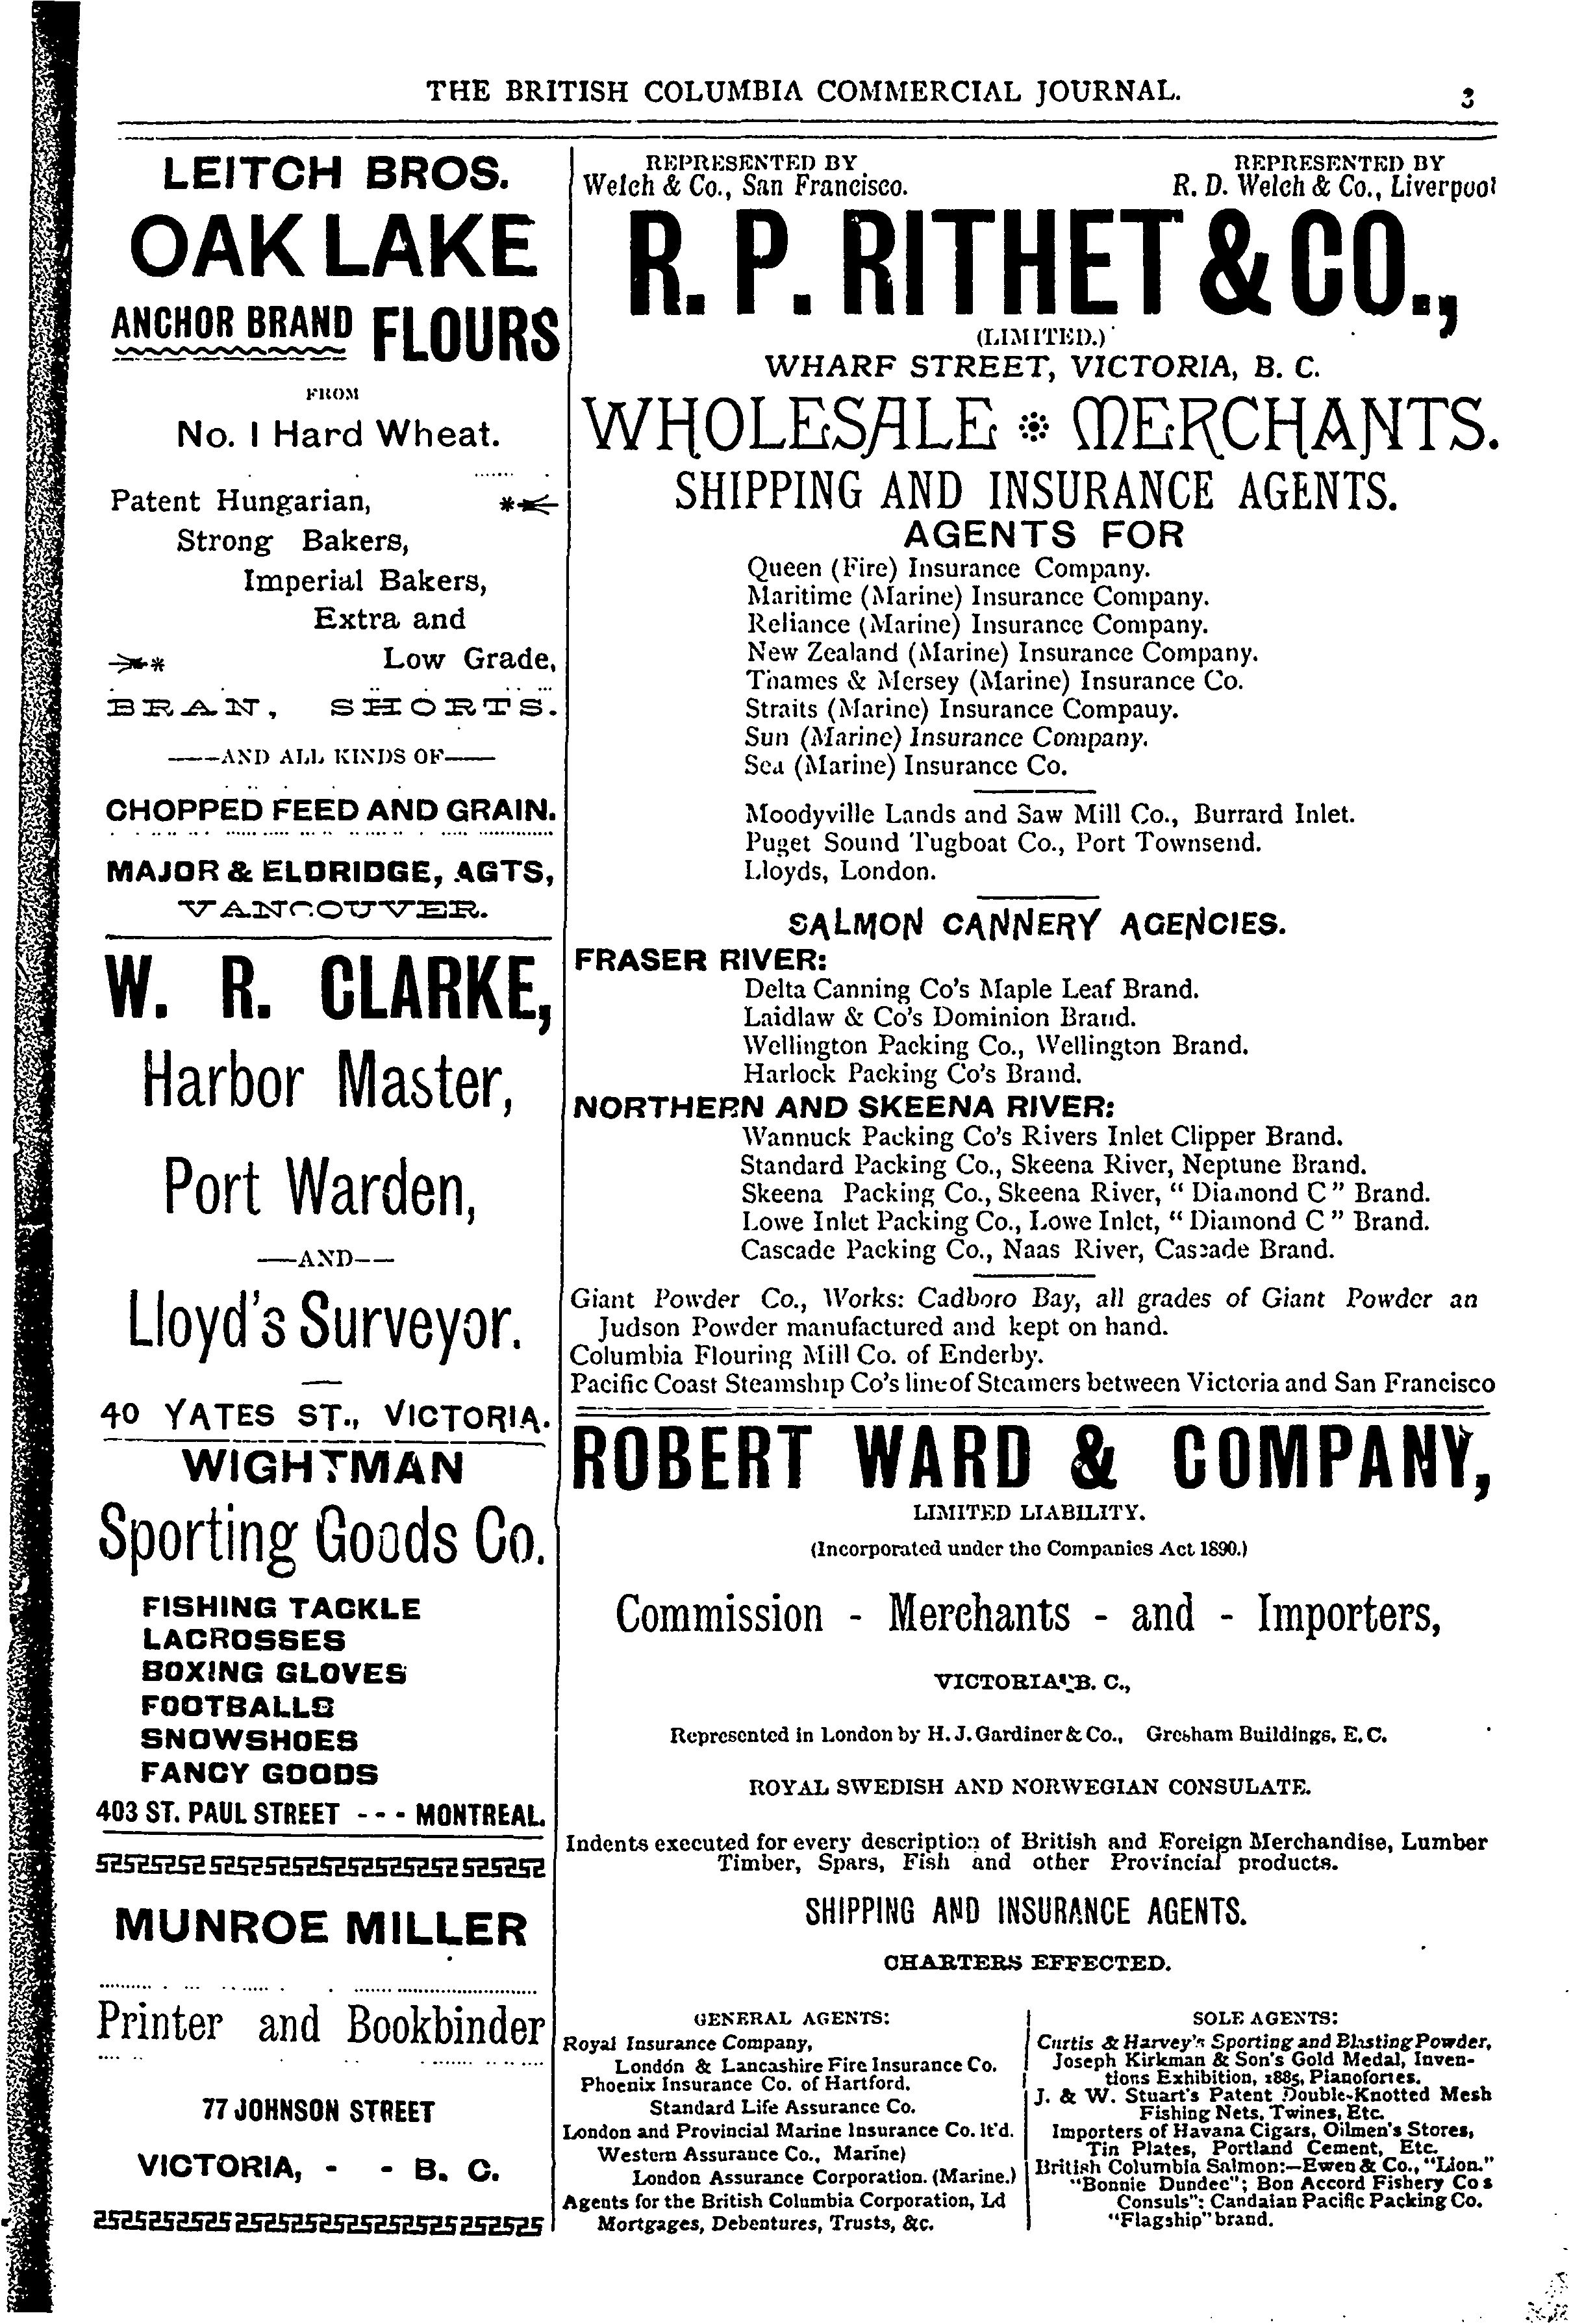 THE BRITISH COLUMBIA COMMERCIAL JOURNAL.
3
LEITCH BROS.
OAK LAKE
ANCHOR BRAND FLOURS
FROM
No. 1 Hard Wheat.
Patent Hungarian,
Strong Bakers,
Imperial Bakers,
Extra and
Low Grade,
BRAN, SHORTS.
AND ALL KINDS OF
CHOPPED FEED AND GRAIN.
MAJOR & ELDRIDGE, AGTS,
VANCOUVER.
W. R. CLARKE,
Harbor Master,
Port Warden,
—AND—
Lloyd's Surveyor.
40 YATES ST., VICTORIA.
WIGHTMAN
Sporting Goods Co.
FISHING TACKLE
LACROSSES
BOXING GLOVES
FOOTBALLS
SNOWSHOES
FANCY GOODS
403 ST. PAUL STREET - - - MONTREAL.
MUNROE MILLER
Printer and Bookbinder
77 JOHNSON STREET
VICTORIA, - - B. C.
REPRESENTED BY
Welch & Co., San Francisco.
REPRESENTED BY
R. D. Welch & Co., Liverpool
R. P. RITHET & CO.,
(LIMITED.)
WHARF STREET, VICTORIA, B. C.
WHOLESALE MERCHANTS.
SHIPPING AND INSURANCE AGENTS.
AGENTS FOR
Queen (Fire) Insurance Company.
Maritime (Marine) Insurance Company.
Reliance (Marine) Insurance Company.
New Zealand (Marine) Insurance Company.
Thames & Mersey (Marine) Insurance Co.
Straits (Marine) Insurance Compauy.
Sun (Marine) Insurance Company.
Sea (Marine) Insurance Co.
Moodyville Lands and Saw Mill Co., Burrard Inlet.
Puget Sound Tugboat Co., Port Townsend.
Lloyds, London.
SALMON CANNERY AGENCIES.
FRASER RIVER:
Delta Canning Co's Maple Leaf Brand.
Laidlaw & Co's Dominion Brand.
Wellington Packing Co., Wellington Brand.
Harlock Packing Co's Brand.
NORTHERN AND SKEENA RIVER:
Wannuck Packing Co's Rivers Inlet Clipper Brand.
Standard Packing Co., Skeena River, Neptune Brand.
Skeena Packing Co., Skeena River, "Diamond C" Brand.
Lowe Inlet Packing Co., Lowe Inlet, "Diamond C" Brand.
Cascade Packing Co., Naas River, Cascade Brand.
Giant Powder Co., Works: Cadboro Bay, all grades of Giant Powder an
Judson Powder manufactured and kept on hand.
Columbia Flouring Mill Co. of Enderby.
Pacific Coast Steamship Co's line of Steamers between Victoria and San Francisco
ROBERT WARD & COMPANY,
LIMITED LIABILITY.
(Incorporated under the Companies Act 1890.)
Commission - Merchants - and - Importers,
VICTORIA, B. C.,
Represented in London by H. J. Gardiner & Co., Gresham Buildings, E. C.
ROYAL SWEDISH AND NORWEGIAN CONSULATE.
Indents executed for every description of British and Foreign Merchandise, Lumber
Timber, Spars, Fish and other Provincial products.
SHIPPING AND INSURANCE AGENTS.
CHARTERS EFFECTED.
GENERAL AGENTS:
Royal Insurance Company,
London & Lancashire Fire Insurance Co.
Phoenix Insurance Co. of Hartford.
Standard Life Assurance Co.
London and Provincial Marine Insurance Co. lt'd.
Western Assurance Co., Marine)
London Assurance Corporation. (Marine.)
Agents for the British Columbia Corporation, Ld
Mortgages, Debentures, Trusts, &c.
SOLE AGENTS:
Curtis & Harvey's Sporting and Blasting Powder,
Joseph Kirkman & Son's Gold Medal, Inven-
tions Exhibition, 1885, Pianofortes.
J. & W. Stuart's Patent Double-Knotted Mesh
Fishing Nets, Twines, Etc.
Importers of Havana Cigars, Oilmen's Stores,
Tin Plates, Portland Cement, Etc.
British Columbia Salmon:—Ewen & Co., "Lion."
"Bonnie Dundee"; Bon Accord Fishery Co s
Consuls": Candaian Pacific Packing Co.
"Flagship" brand.